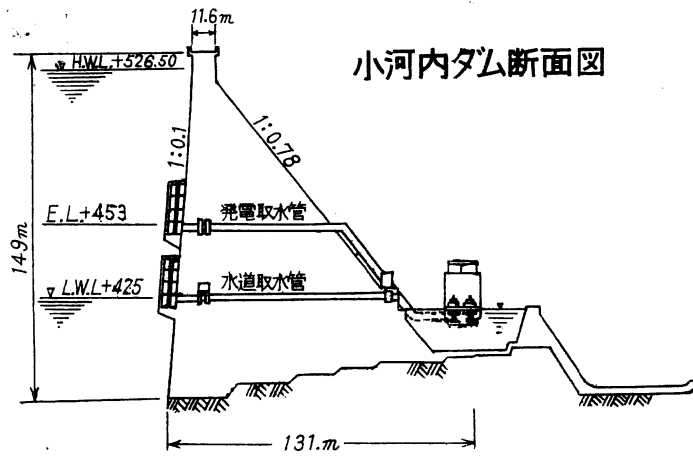 11.6m
小河内ダム断面図
H.W.L.+526.50
1:0.1
1:0.78
E.L.+453
発電取水管
149m
L.W.L+425
水道取水管
131.m